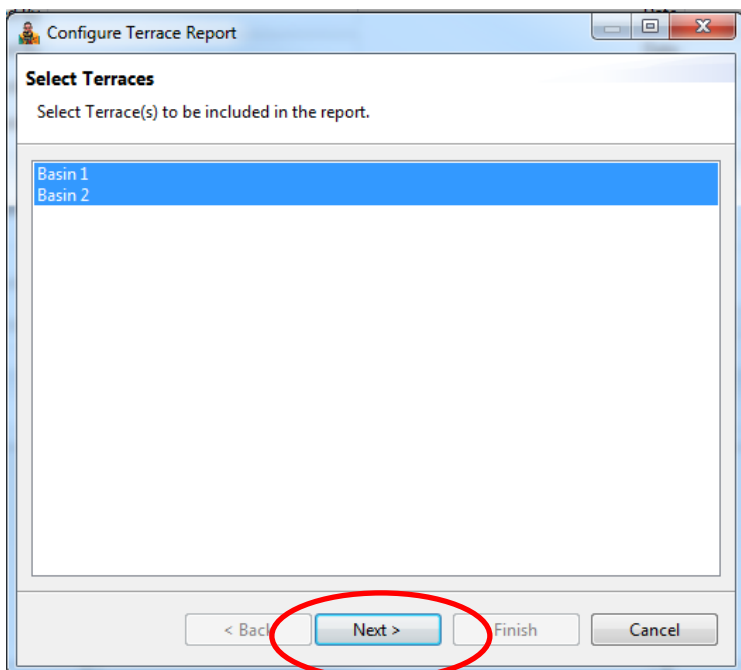 Configure Terrace Report
Select Terraces
Select Terrace(s) to be included in the report.
Basin 1
Basin 2
< Back Next > Finish Cancel